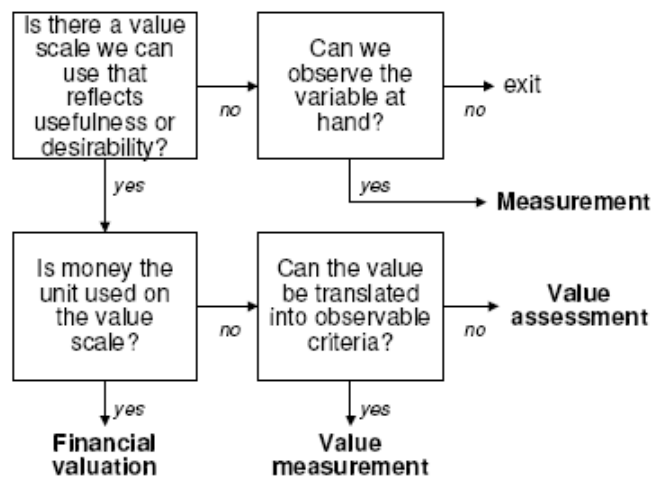 Is there a value
scale we can
use that
reflects
usefulness or
desirability?
no
Can we
observe the
variable at
hand?
no
exit
yes
yes
Measurement
Is money the
unit used on
the value
scale?
no
Can the value
be translated
into observable
criteria?
no
Value
assessment
yes
Financial
valuation
yes
Value
measurement